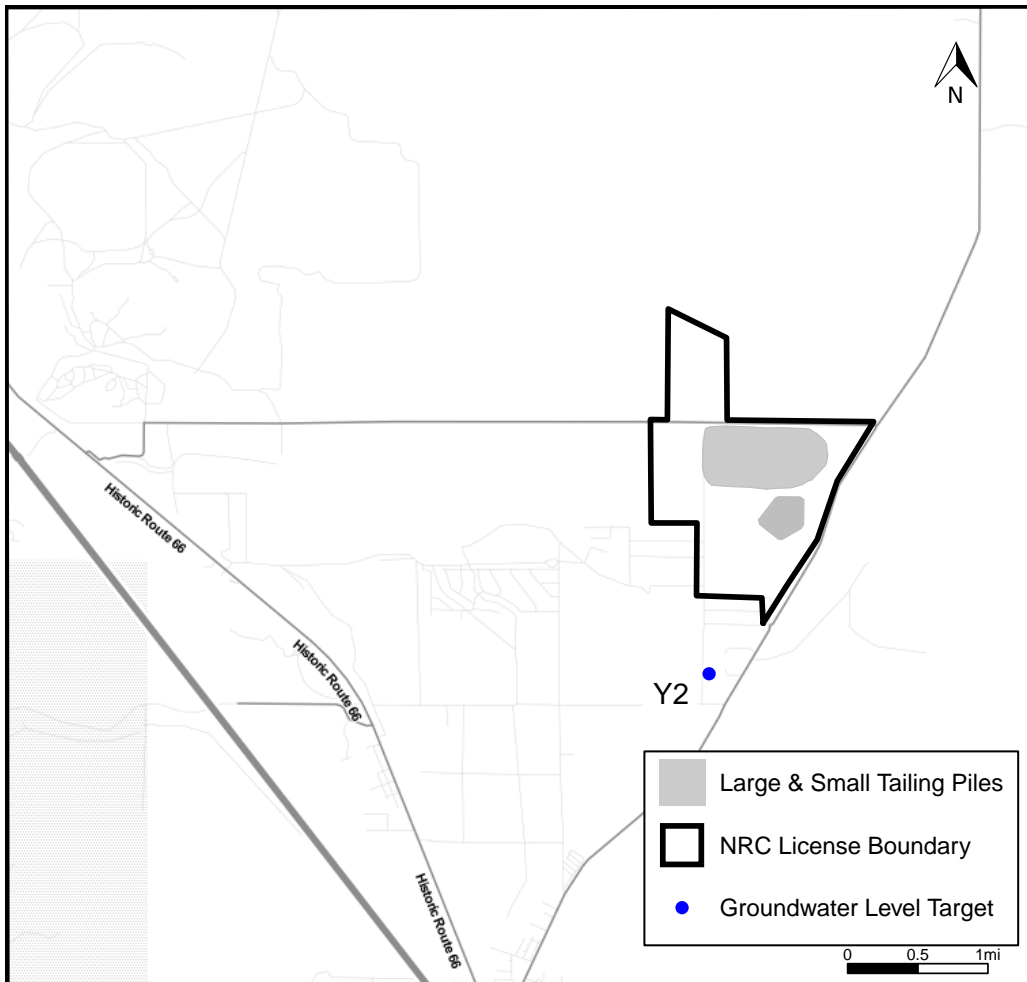 N
Historic Route 66
Historic Route 66
Y2
Large & Small Tailing Piles
NRC License Boundary
Historic Route 66
Groundwater Level Target
0 0.5 1mi